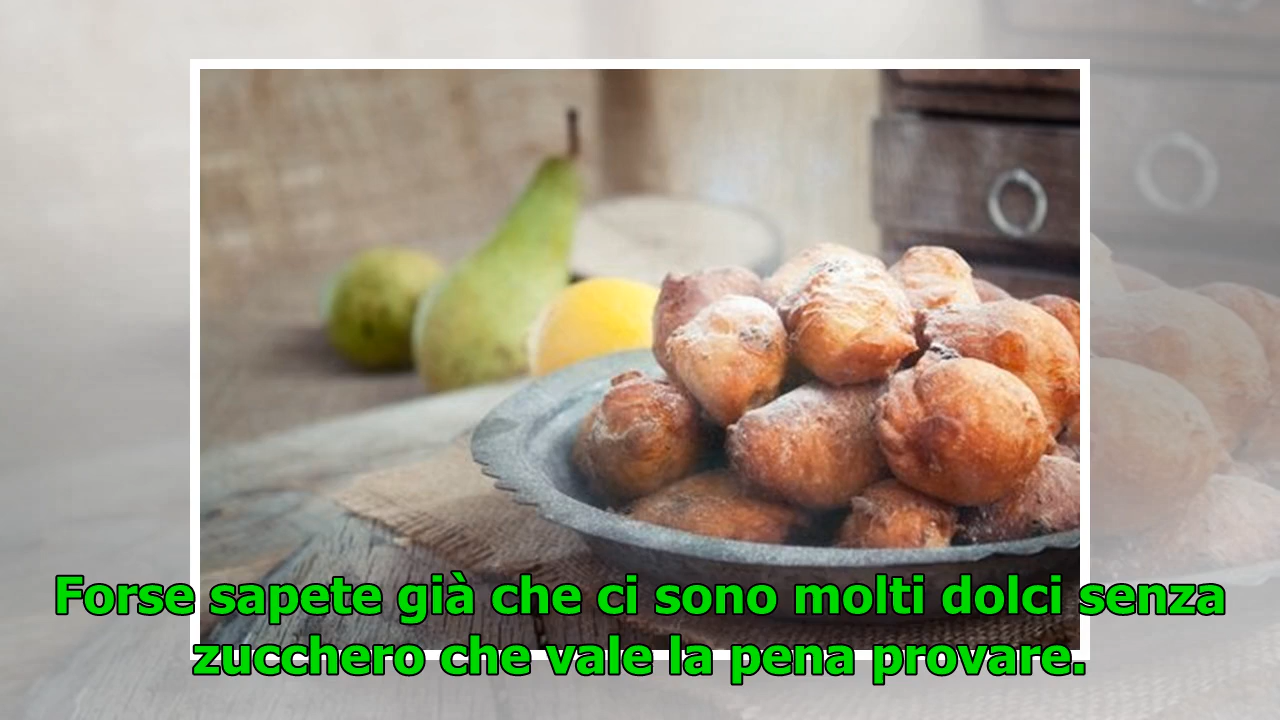 Forse sapete già che ci sono molti dolci senza
zucchero che vale la pena provare.